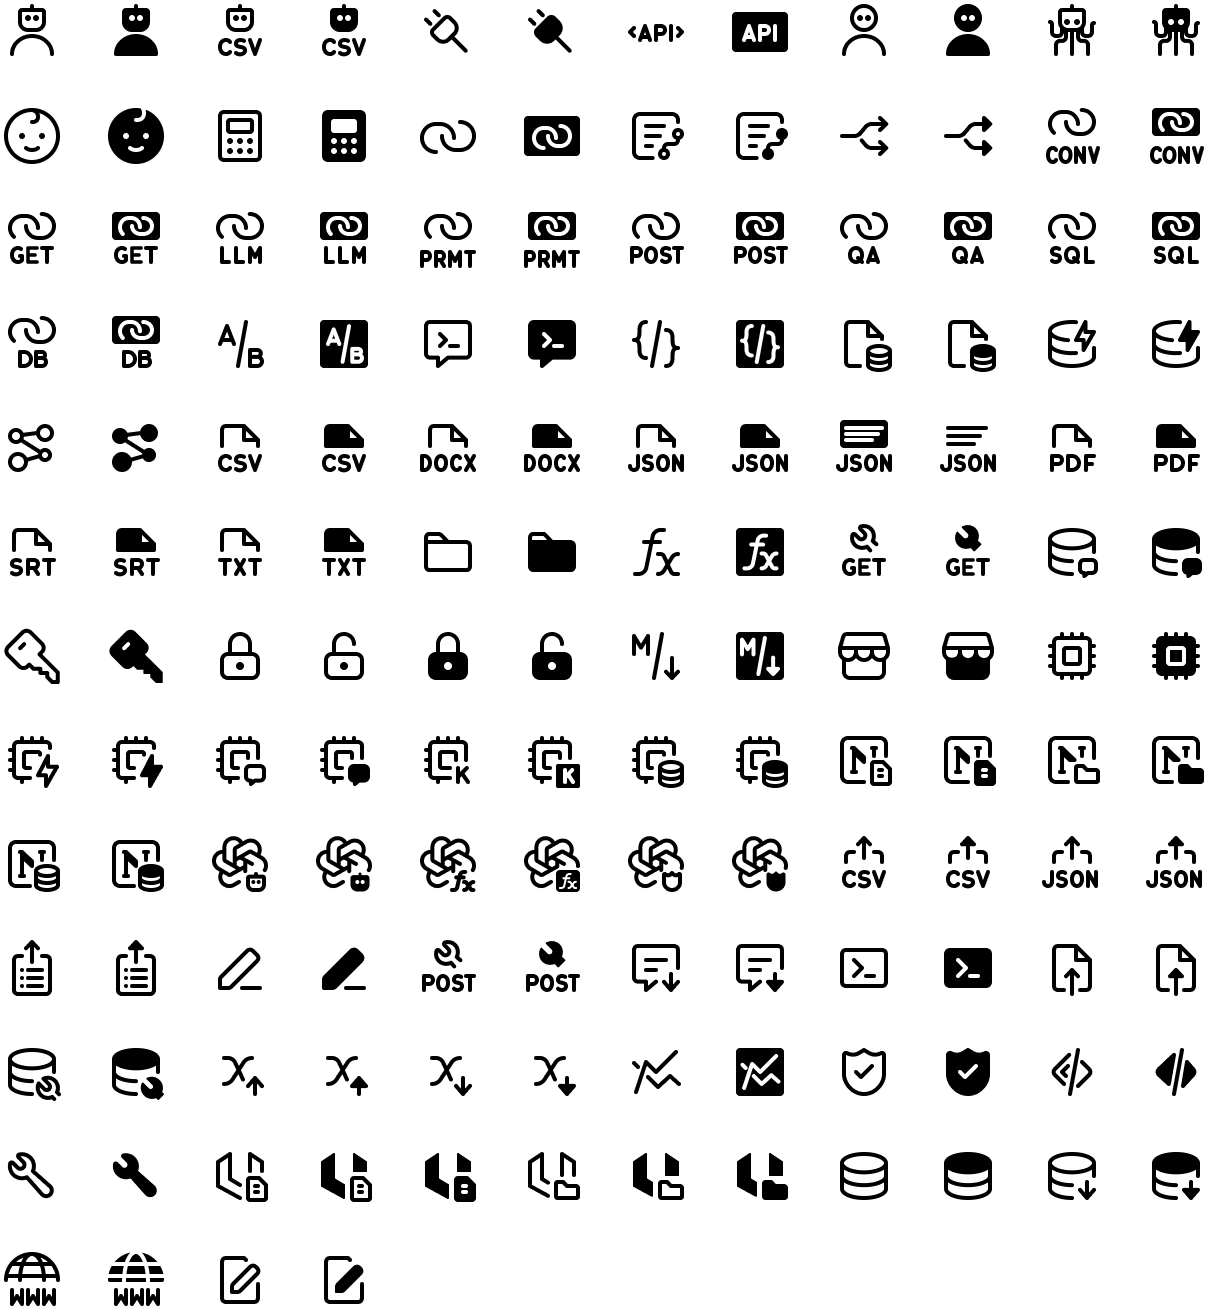 CSV CSV <API> API
CONV CONV
GET GET LLM LLM PRMT PRMT POST POST QA QA SQL SQL
DB DB A/B A/B {/} {/}
CSV CSV DOCX DOCX JSON JSON JSON JSON PDF PDF
SRT SRT TXT TXT fx fx GET GET
M M
K K N N N N
N N fx fx CSV CSV JSON JSON
POST POST
</> </>
WWW WWW